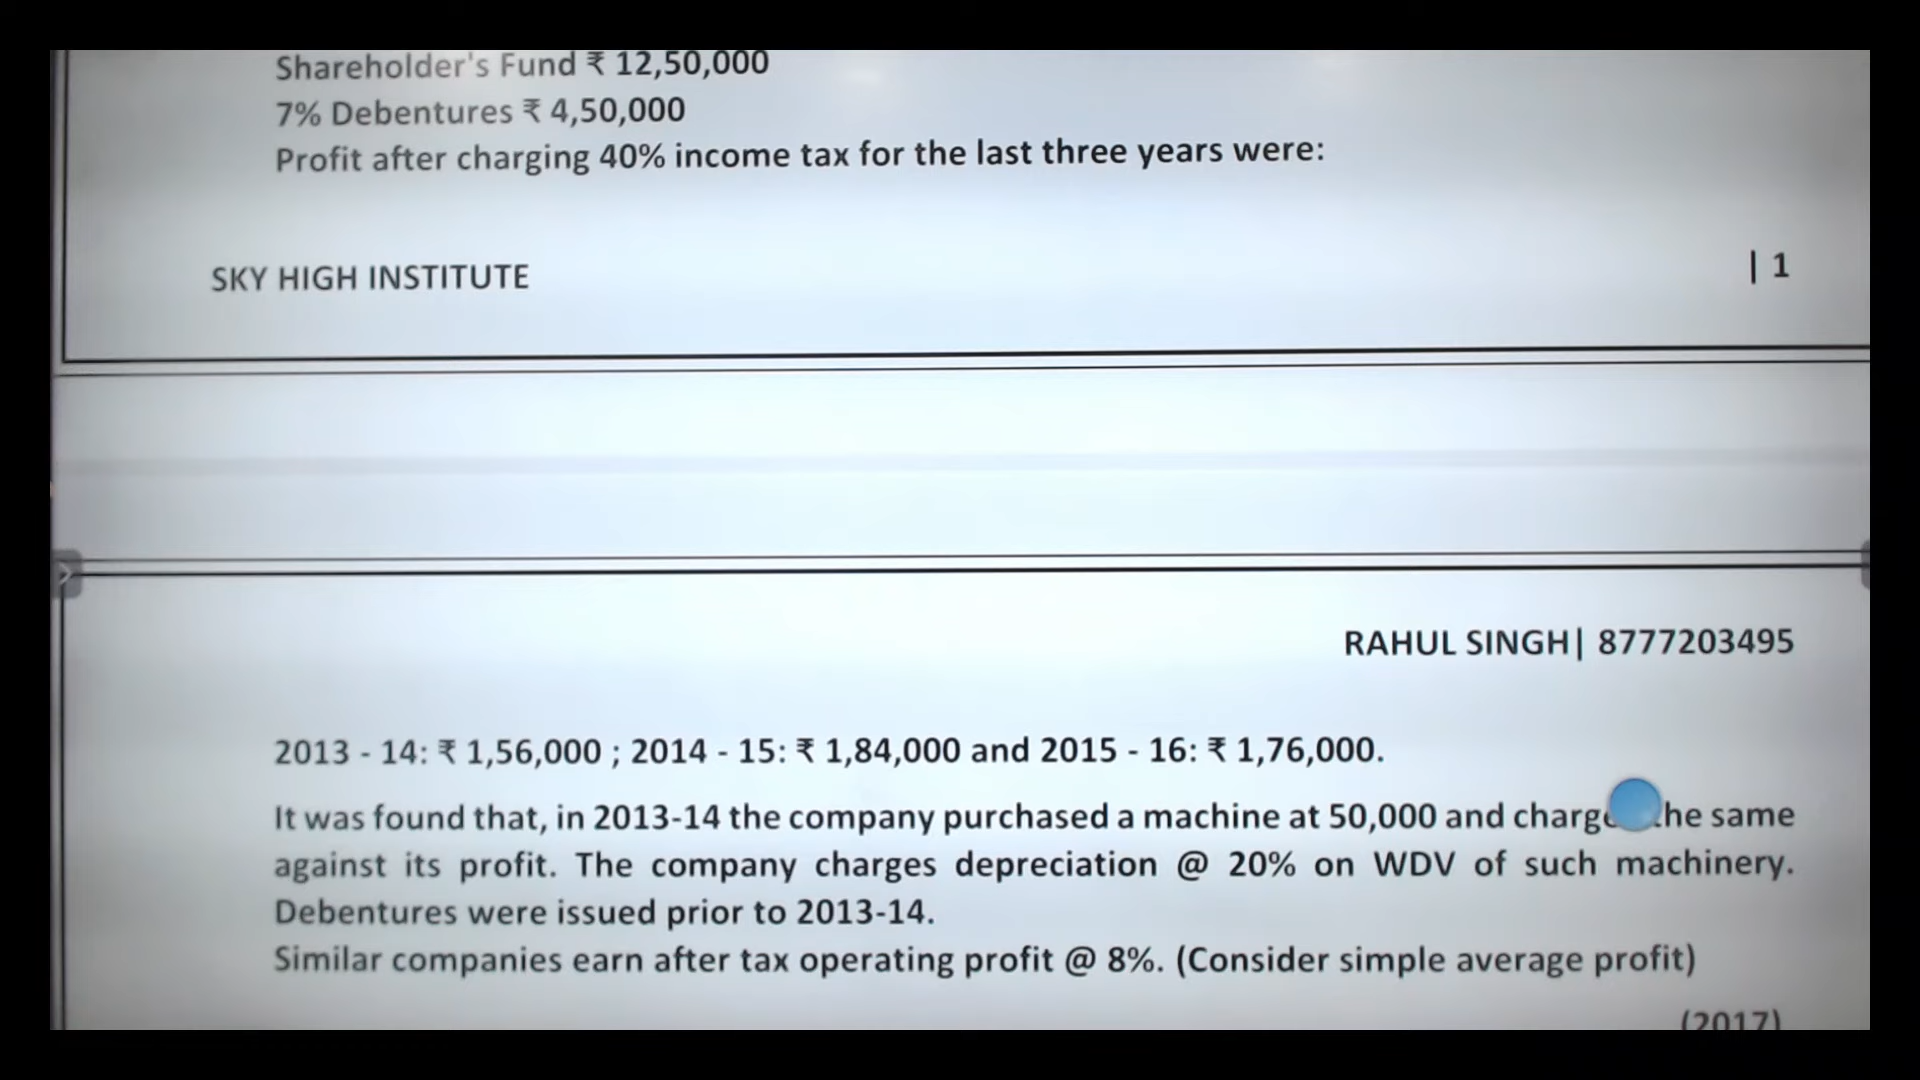 Shareholder's Fund ₹ 12,50,000
7% Debentures ₹ 4,50,000
Profit after charging 40% income tax for the last three years were:
SKY HIGH INSTITUTE
| 1
RAHUL SINGH| 8777203495
2013 - 14: ₹ 1,56,000 ; 2014 - 15: ₹ 1,84,000 and 2015 - 16: ₹ 1,76,000.
It was found that, in 2013-14 the company purchased a machine at 50,000 and same
against its profit. The company charges depreciation @ 20% on WDV of such machinery.
Debentures were issued prior to 2013-14.
Similar companies earn after tax operating profit @ 8%. (Consider simple average profit)
(2017)